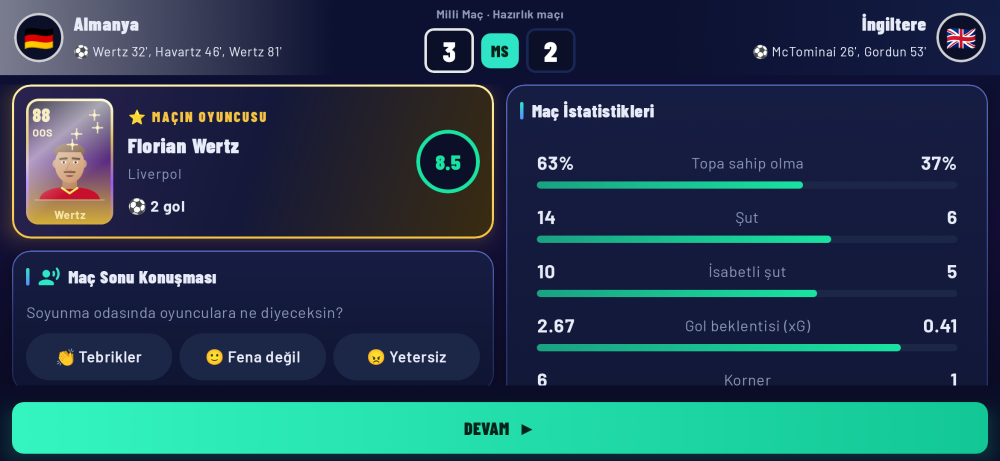 Almanya
⚽ Wertz 32', Havartz 46', Wertz 81'
Milli Maç · Hazırlık maçı
3 MS 2
İngiltere
⚽ McTominai 26', Gordun 53'
88
OOS
Wertz
⭐ MAÇIN OYUNCUSU
Florian Wertz
Liverpol
⚽ 2 gol
8.5
Maç Sonu Konuşması
Soyunma odasında oyunculara ne diyeceksin?
👏 Tebrikler
🙂 Fena değil
😠 Yetersiz
Maç İstatistikleri
63% Topa sahip olma 37%
14 Şut 6
10 İsabetli şut 5
2.67 Gol beklentisi (xG) 0.41
6 Korner 1
DEVAM ►